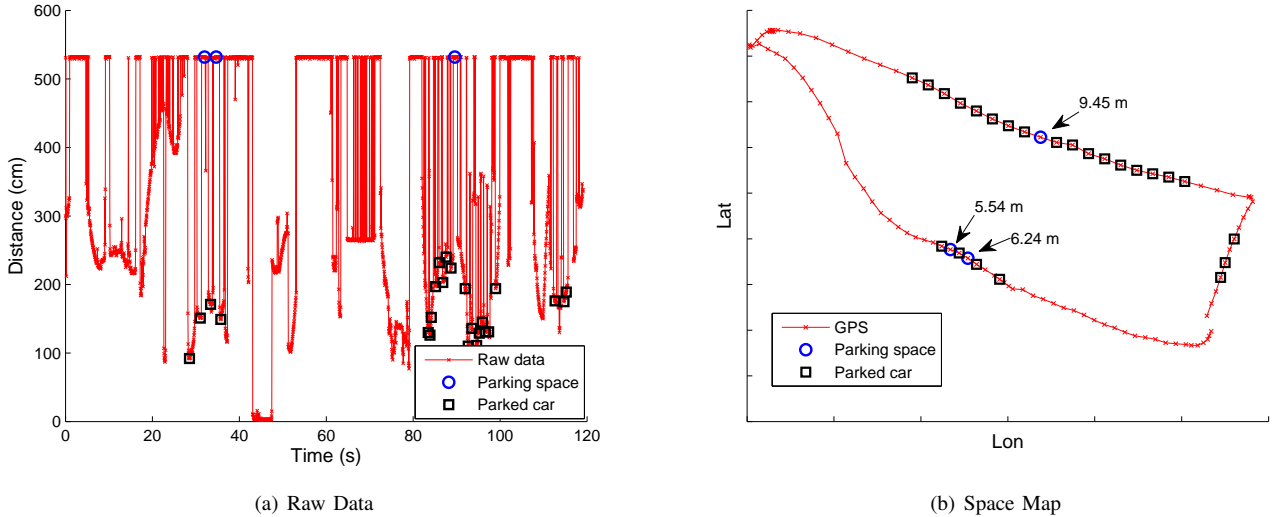 600
500
400
300
200
100
0
0 20 40 60 80 100 120
Distance (cm)
Time (s)
Raw data
Parking space
Parked car
(a) Raw Data
9.45 m
5.54 m
6.24 m
Lat
Lon
GPS
Parking space
Parked car
(b) Space Map